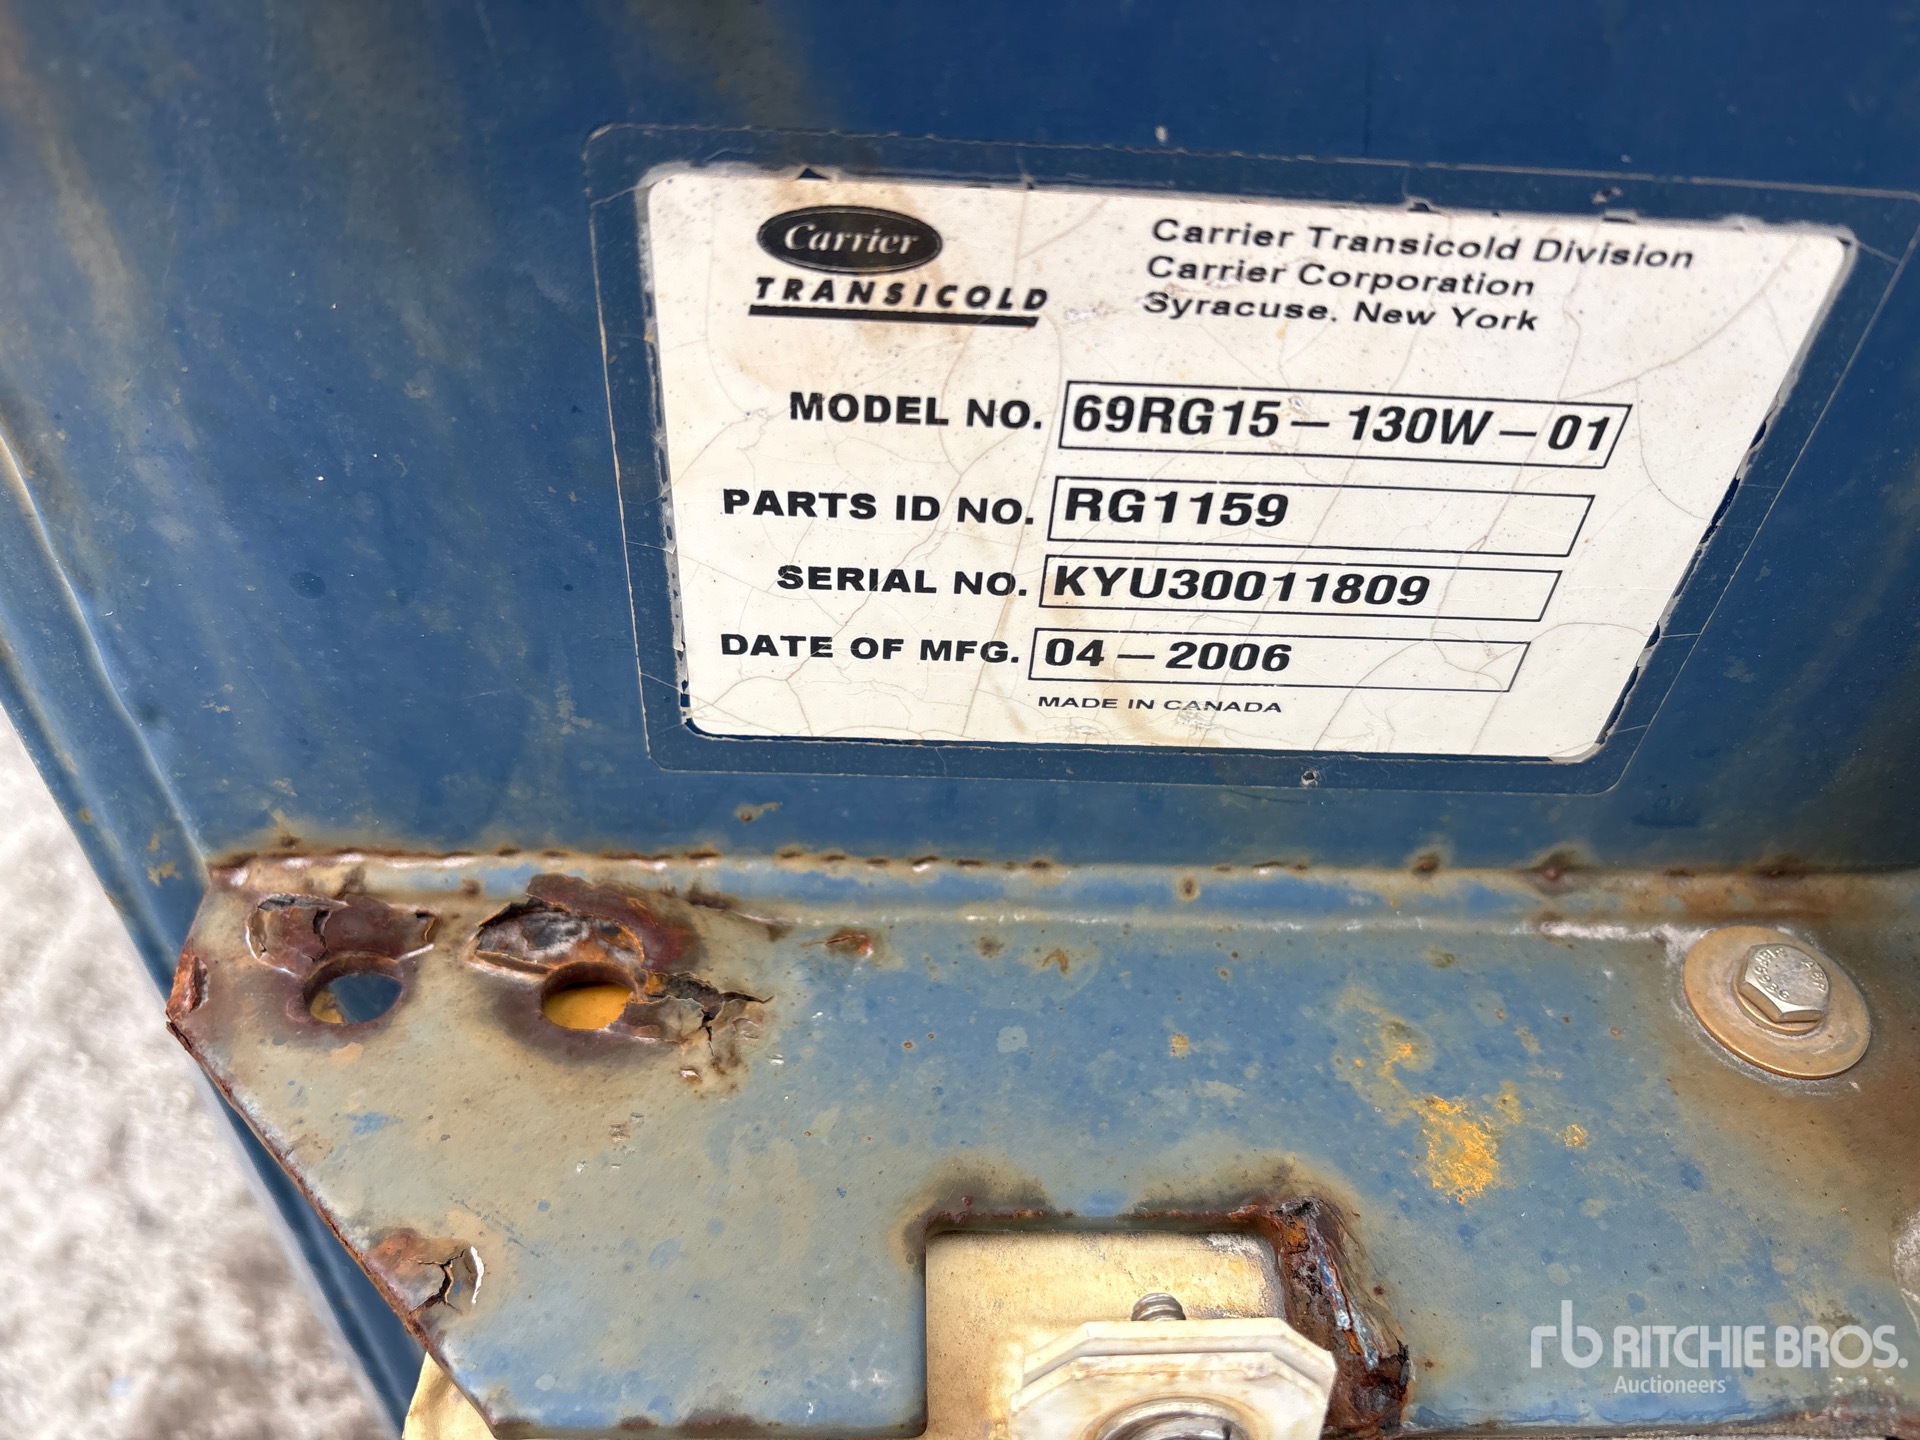 Carrier
TRANSICOLD
Carrier Transicold Division
Carrier Corporation
Syracuse, New York
MODEL NO. 69RG15-130W-01
PARTS ID NO. RG1159
SERIAL NO. KYU30011809
DATE OF MFG. 04-2006
MADE IN CANADA
rb RITCHIE BROS.
Auctioneers